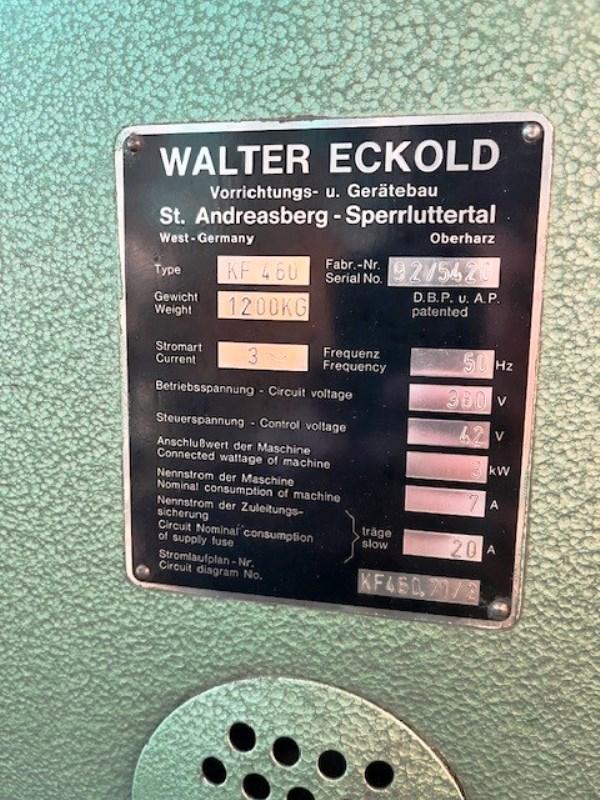 WALTER ECKOLD
Vorrichtungs- u. Gerätebau
St. Andreasberg - Sperrluttertal
West-Germany Oberharz
Type KF 460 Fabr.-Nr. Serial No. 92/5420
Gewicht Weight 1200KG D.B.P. u. A.P. patented
Stromart Current 3 ~ Frequenz Frequency 50 Hz
Betriebsspannung - Circuit voltage 380 V
Steuerspannung - Control voltage 42 V
Anschlußwert der Maschine
Connected wattage of machine kW
Nennstrom der Maschine
Nominal consumption of machine 7 A
Nennstrom der Zuleitungs-
sicherung
Circuit Nominal consumption
of supply fuse träge slow 20 A
Stromlaufplan-Nr.
Circuit diagram No. KF460.71/2